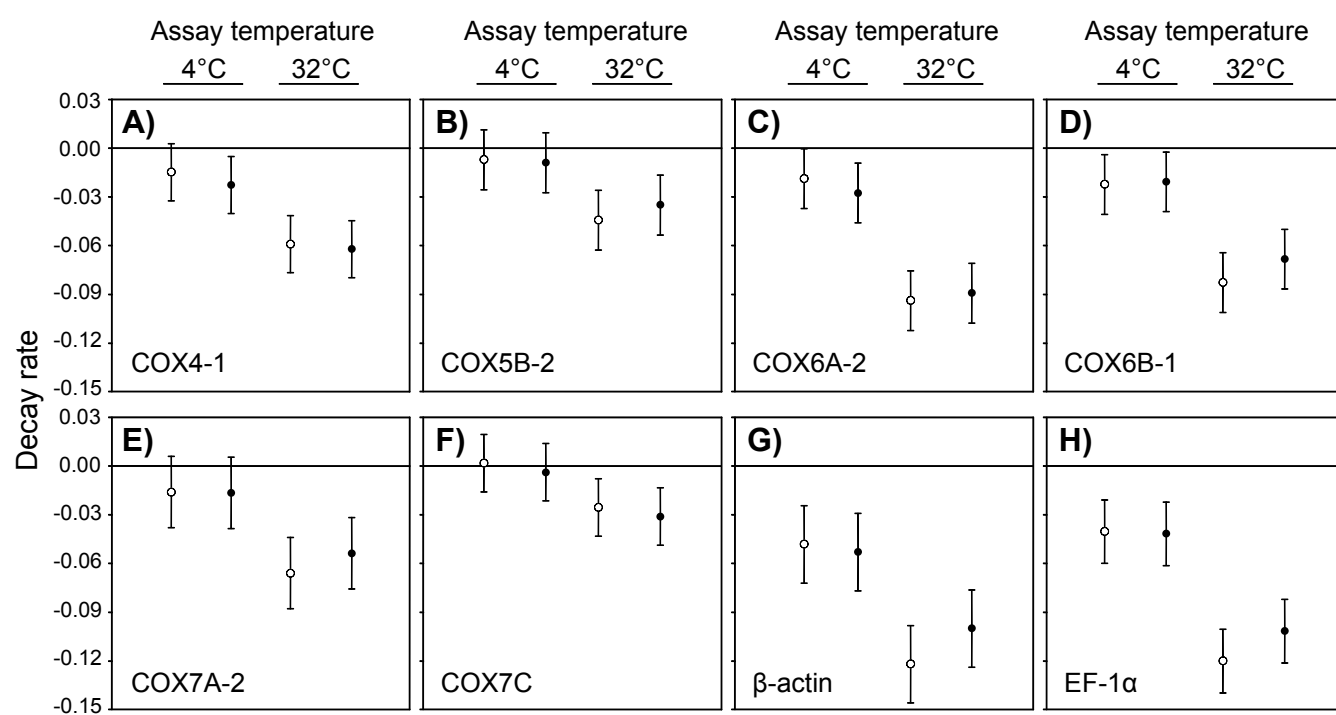 Assay temperature Assay temperature Assay temperature Assay temperature
4°C 32°C 4°C 32°C 4°C 32°C 4°C 32°C
0.03
A) B) C) D)
0.00
-0.03
-0.06
-0.09
-0.12
COX4-1 COX5B-2 COX6A-2 COX6B-1
-0.15
Decay rate
0.03
E) F) G) H)
0.00
-0.03
-0.06
-0.09
-0.12
COX7A-2 COX7C β-actin EF-1α
-0.15